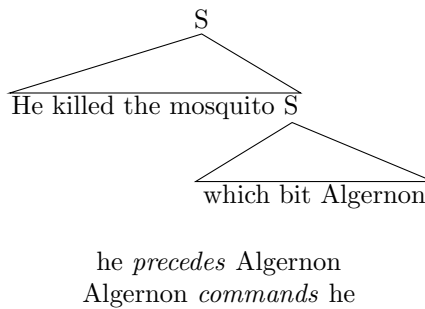 S
He killed the mosquito S
which bit Algernon
he precedes Algernon
Algernon commands he